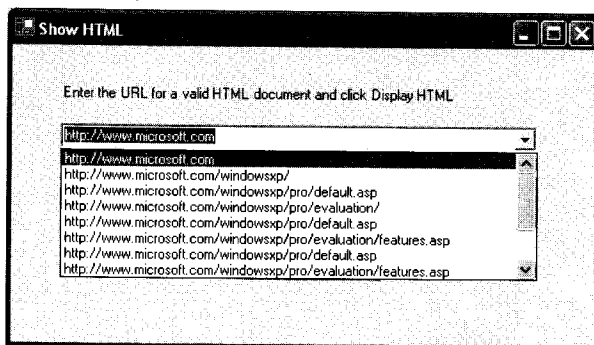 Show HTML
Enter the URL for a valid HTML document and click Display HTML
http://www.microsoft.com
http://www.microsoft.com
http://www.microsoft.com/windowsxp/
http://www.microsoft.com/windowsxp/pro/default.asp
http://www.microsoft.com/windowsxp/pro/evaluation/
http://www.microsoft.com/windowsxp/pro/default.asp
http://www.microsoft.com/windowsxp/pro/evaluation/features.asp
http://www.microsoft.com/windowsxp/pro/default.asp
http://www.microsoft.com/windowsxp/pro/evaluation/features.asp